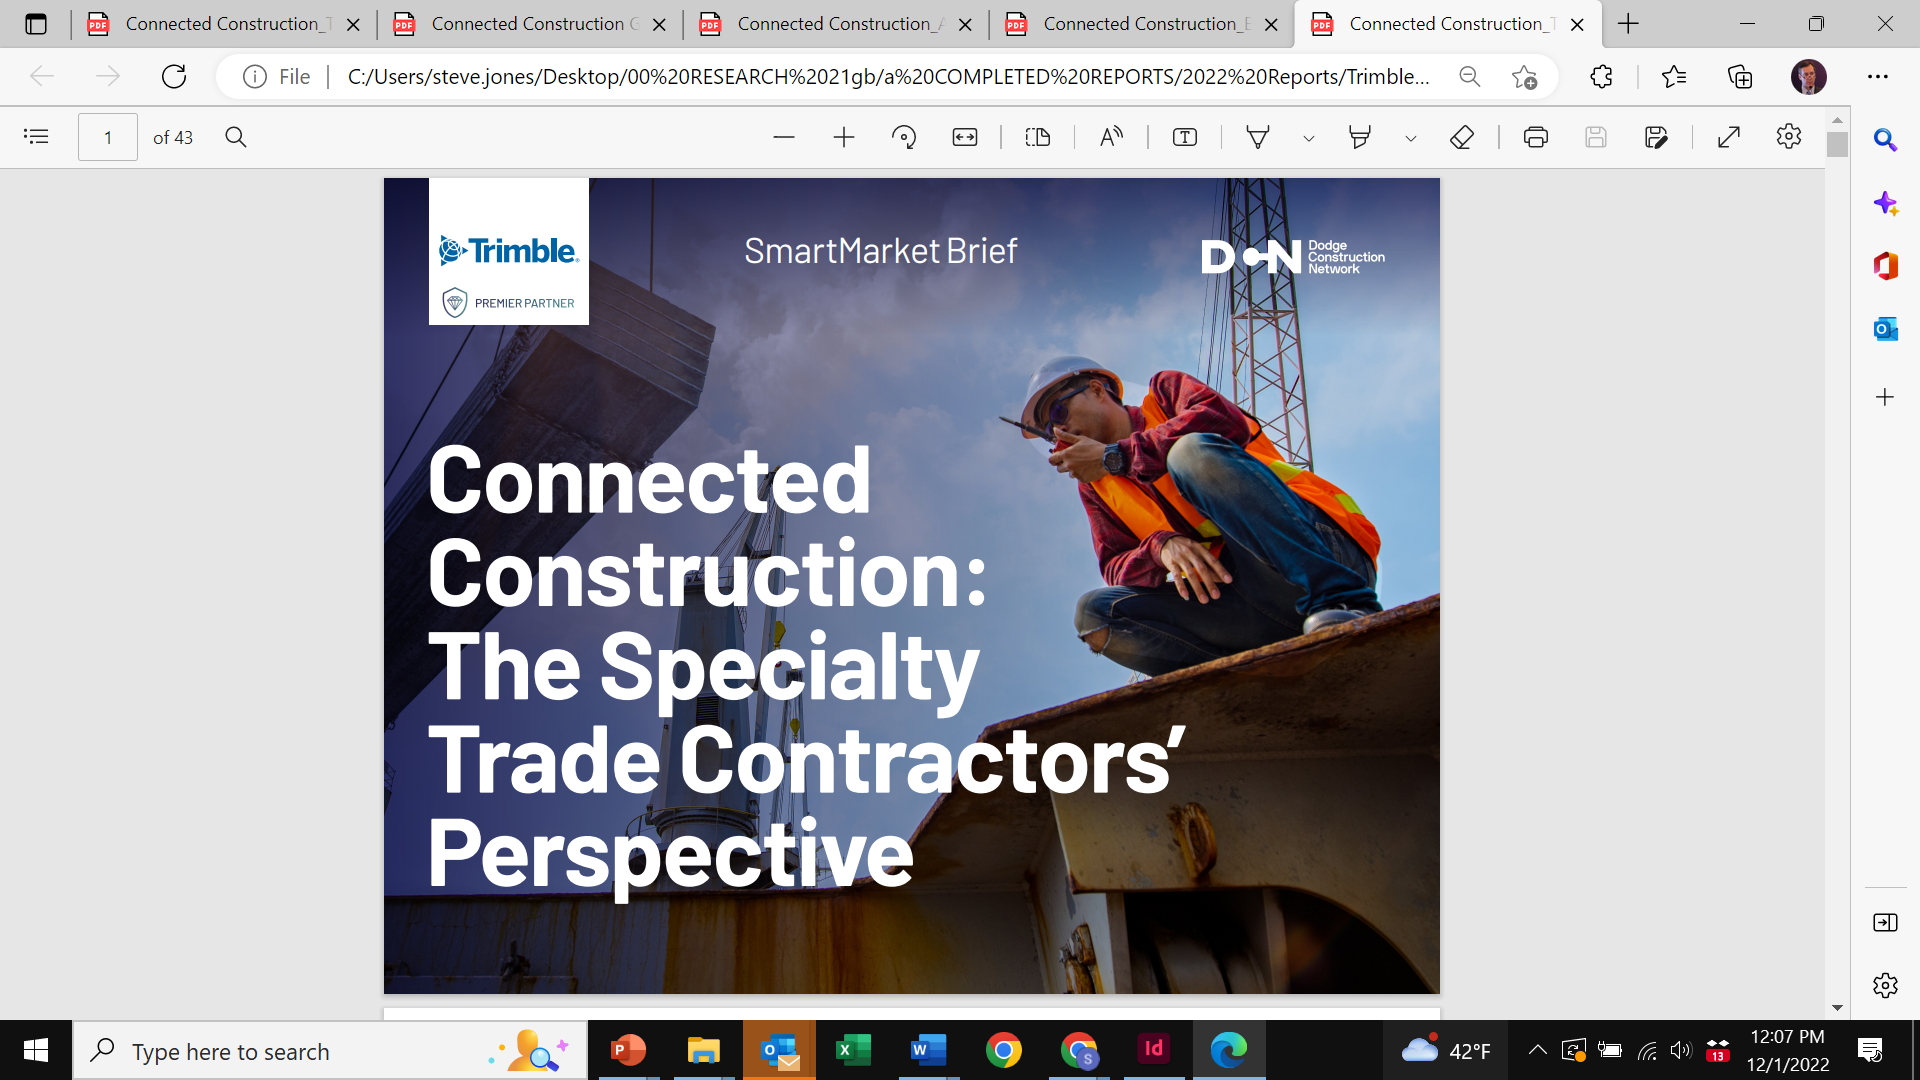 Connected Construction_T
Connected Construction G
Connected Construction_A
Connected Construction_E
Connected Construction_T
File
C:/Users/steve.jones/Desktop/00%20RESEARCH%2021gb/a%20COMPLETED%20REPORTS/2022%20Reports/Trimble...
1
of 43
Trimble
PREMIER PARTNER
SmartMarket Brief
D N
Dodge
Construction
Network
Connected
Construction:
The Specialty
Trade Contractors'
Perspective
Type here to search
42°F
13
12:07 PM
12/1/2022